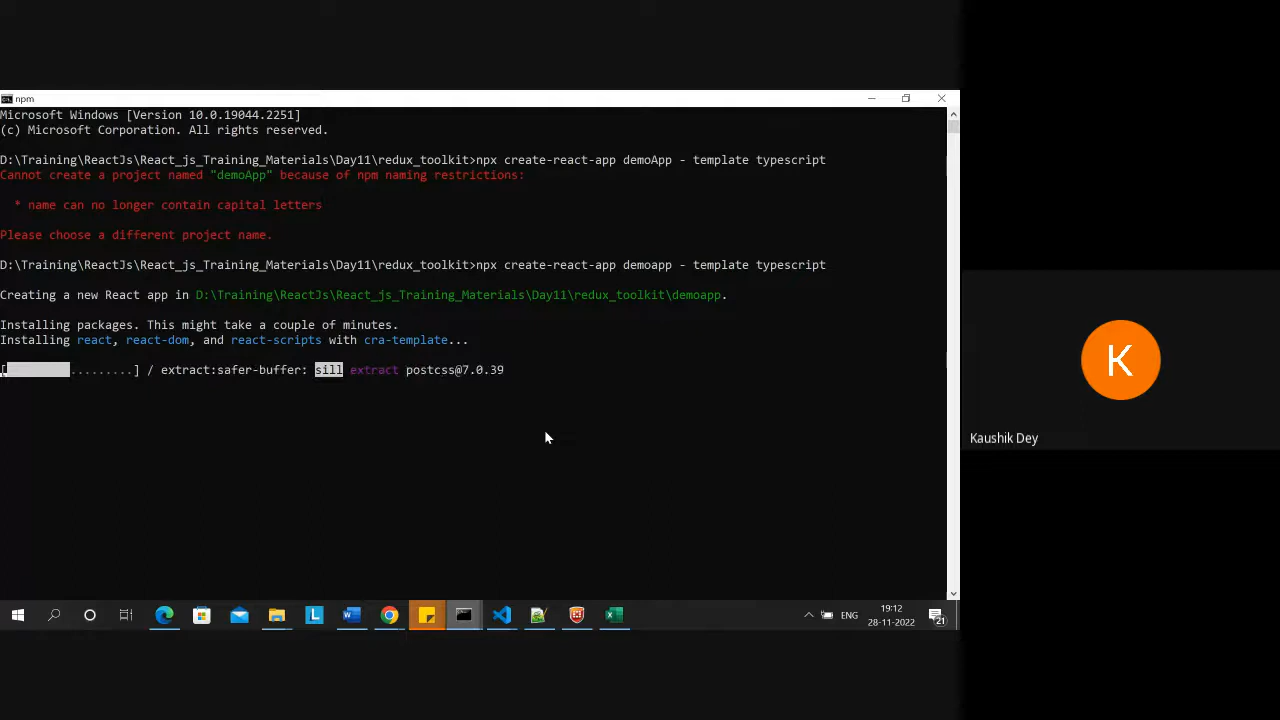 npm
Microsoft Windows [Version 10.0.19044.2251]
(c) Microsoft Corporation. All rights reserved.
D:\Training\ReactJs\React_js_Training_Materials\Day11\redux_toolkit>npx create-react-app demoApp - template typescript
Cannot create a project named "demoApp" because of npm naming restrictions:
* name can no longer contain capital letters
Please choose a different project name.
D:\Training\ReactJs\React_js_Training_Materials\Day11\redux_toolkit>npx create-react-app demoapp - template typescript
Creating a new React app in D:\Training\ReactJs\React_js_Training_Materials\Day11\redux_toolkit\demoapp.
Installing packages. This might take a couple of minutes.
Installing react, react-dom, and react-scripts with cra-template...
[.........] / extract:safer-buffer: sill extract postcss@7.0.39
K
Kaushik Dey
L
W
ENG
19:12
28-11-2022
21